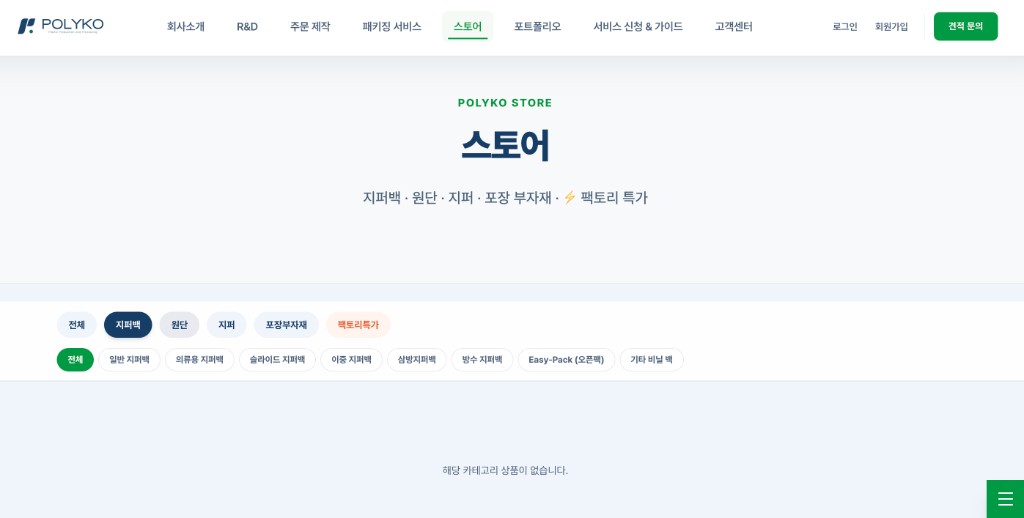 POLYKO
회사소개
R&D
주문 제작
패키징 서비스
스토어
포트폴리오
서비스 신청 & 가이드
고객센터
로그인
회원가입
견적 문의
POLYKO STORE
스토어
지퍼백 · 원단 · 지퍼 · 포장 부자재 · ⚡ 팩토리 특가
전체
지퍼백
원단
지퍼
포장부자재
팩토리특가
전체
일반 지퍼백
의류용 지퍼백
슬라이드 지퍼백
이중 지퍼백
삼방지퍼백
방수 지퍼백
Easy-Pack (오픈팩)
기타 비닐 백
해당 카테고리 상품이 없습니다.